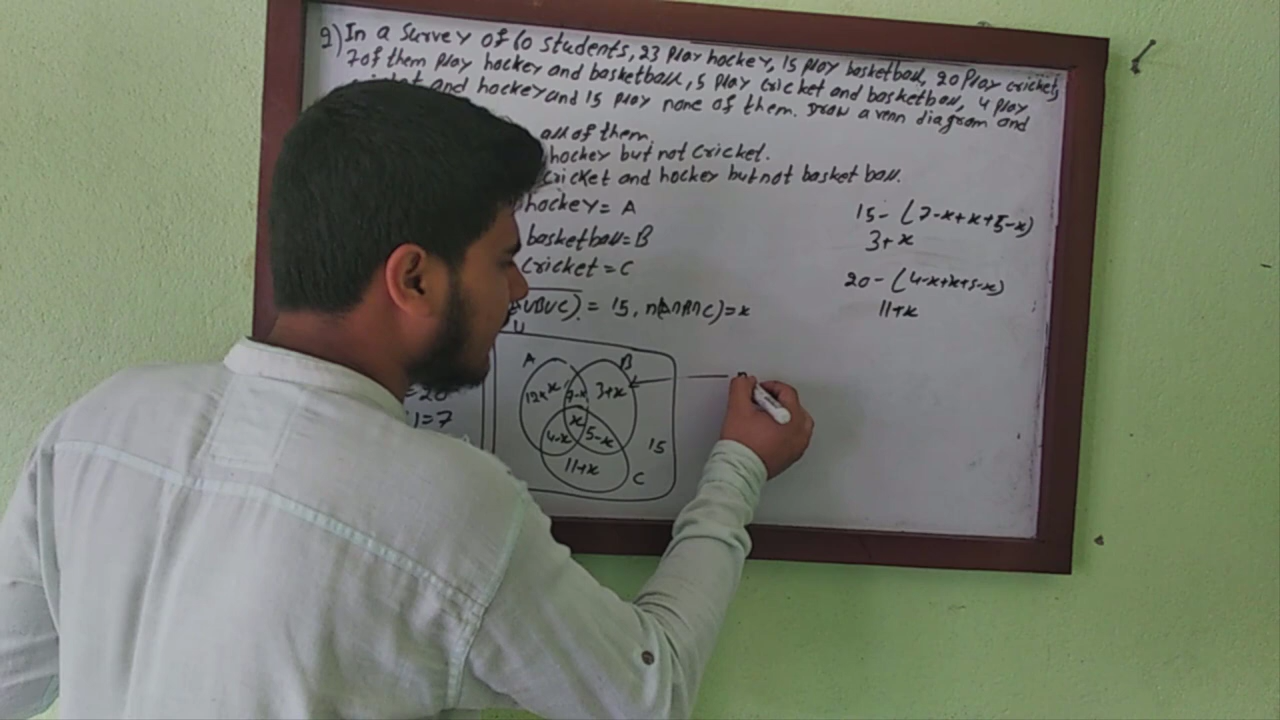 9) In a Survey of 60 students, 23 play hockey, 15 play basketball, 20 play cricket,
7 of them play hockey and basketball, 5 play cricket and basketball, 4 play
and hockey and 15 play none of them. Draw a venn diagram and
all of them.
hockey but not cricket.
cricket and hockey but not basket ball.
hockey = A
basketball = B
cricket = C
UBUC) = 15, n(A∩B∩C) = x
15 - (7-x+x+5-x)
3+x
20 - (4-x+x+5-x)
11+x
U
A B
12+x 7-x 3+x
x
4-x 5-x 15
11+x C
=20
)=7